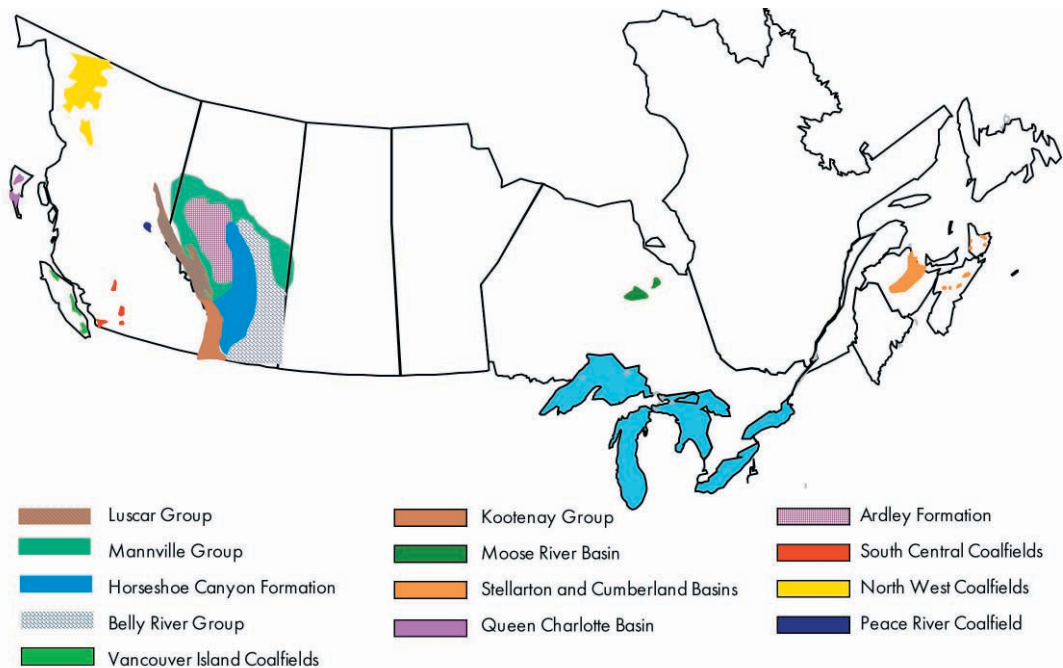 Luscar Group
Mannville Group
Horseshoe Canyon Formation
Belly River Group
Vancouver Island Coalfields
Kootenay Group
Moose River Basin
Stellarton and Cumberland Basins
Queen Charlotte Basin
Ardley Formation
South Central Coalfields
North West Coalfields
Peace River Coalfield